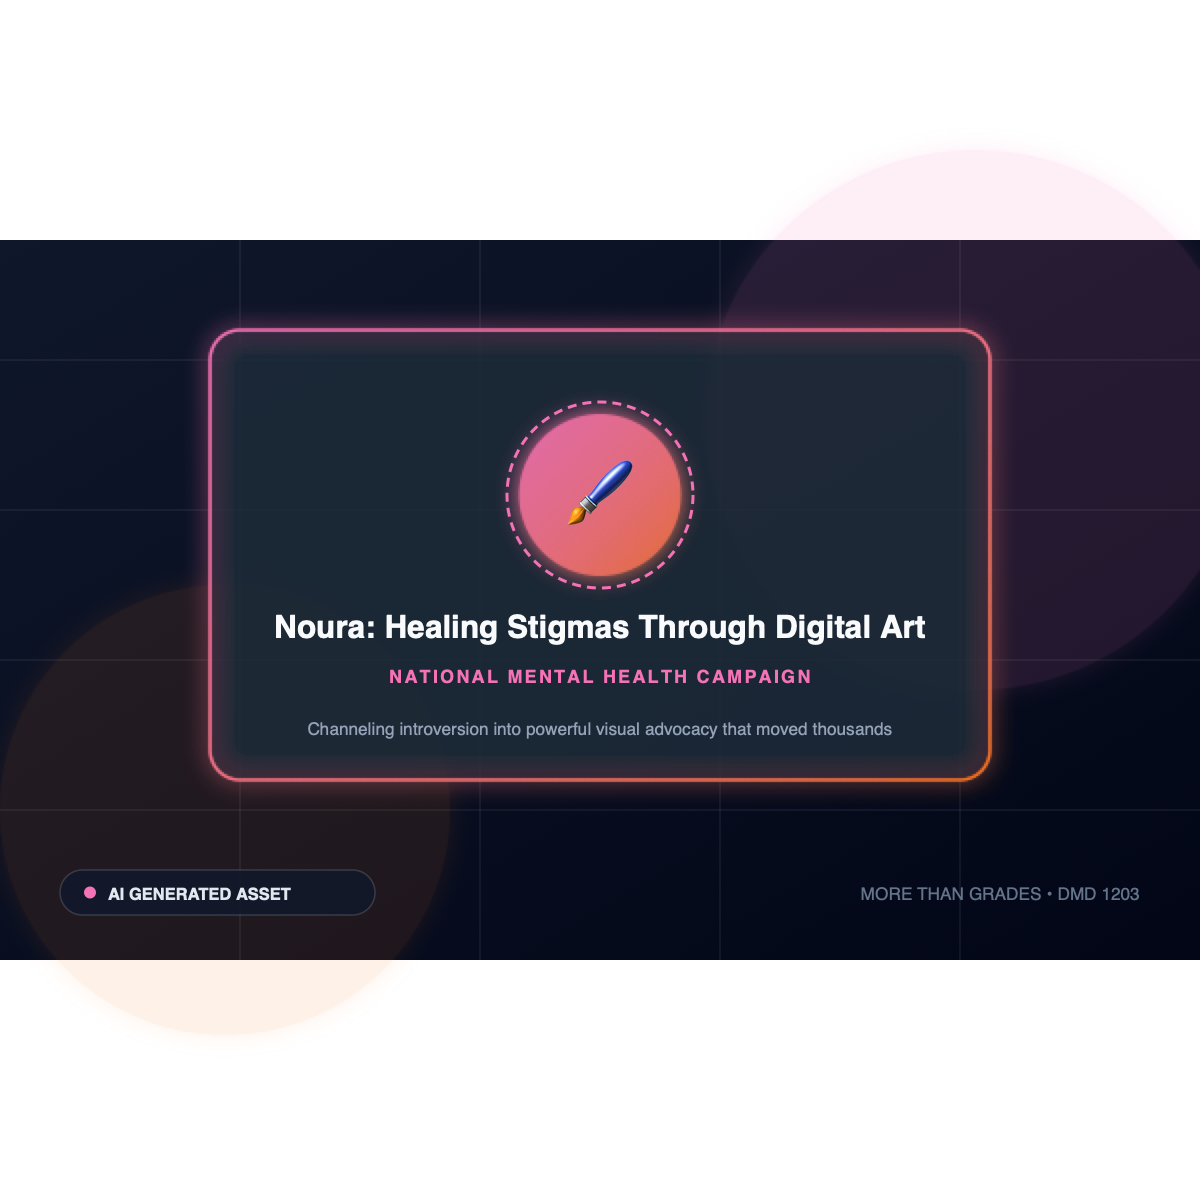 Noura: Healing Stigmas Through Digital Art
NATIONAL MENTAL HEALTH CAMPAIGN
Channeling introversion into powerful visual advocacy that moved thousands
AI GENERATED ASSET
MORE THAN GRADES • DMD 1203